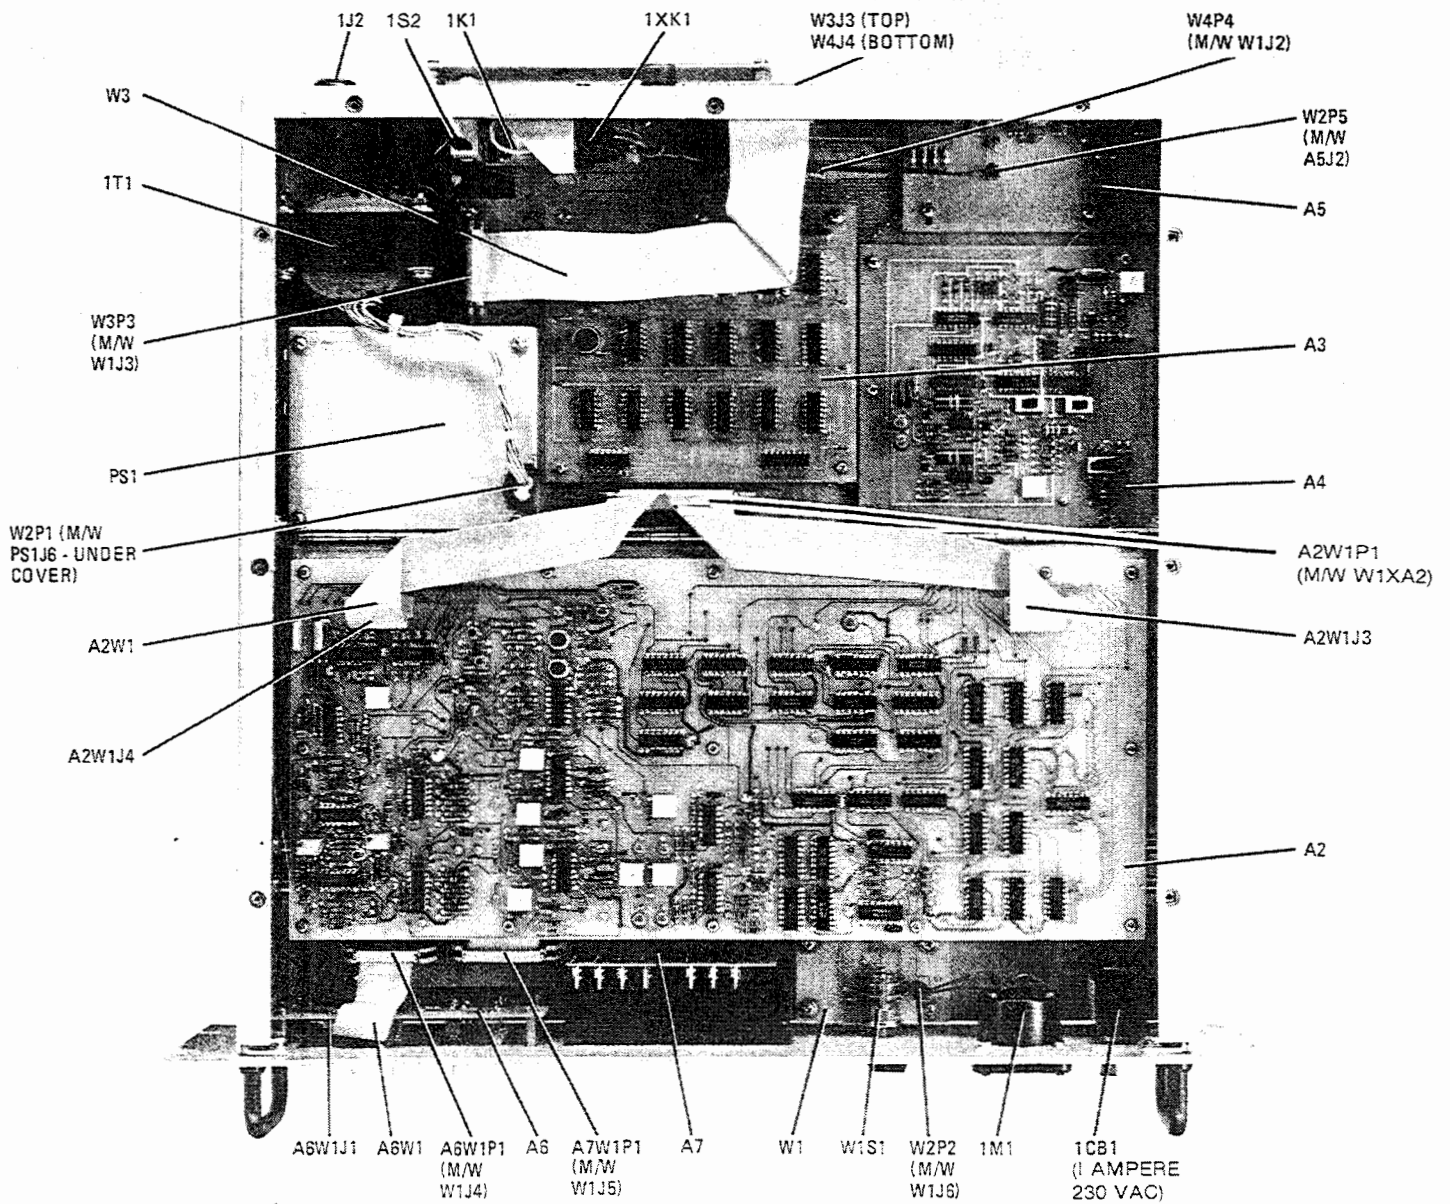 1J2
1S2
1K1
1XK1
W3J3 (TOP)
W4J4 (BOTTOM)
W4P4
(M/W W1J2)
W3
W2P5
(M/W
A5J2)
1T1
A5
W3P3
(M/W
W1J3)
A3
PS1
A4
W2P1 (M/W
PS1J6 - UNDER
COVER)
A2W1P1
(M/W W1XA2)
A2W1
A2W1J3
A2W1J4
A2
A6W1J1
A6W1
A6W1P1
(M/W
W1J4)
A6
A7W1P1
(M/W
W1J5)
A7
W1
W1S1
W2P2
(M/W
W1J6)
1M1
1CB1
(1 AMPERE
230 VAC)